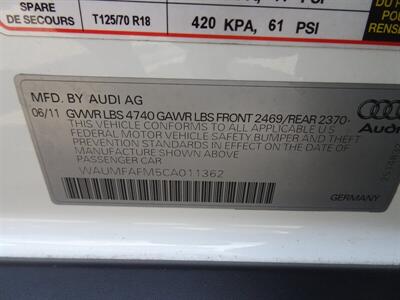 SPARE
DE SECOURS
T125/70 R18
420 KPA, 61 PSI
MFD. BY AUDI AG
06/11 GVWR LBS 4740 GAWR LBS FRONT 2469/REAR 2370.
THIS VEHICLE CONFORMS TO ALL APPLICABLE U.S.
FEDERAL MOTOR VEHICLE SAFETY BUMPER AND THEFT
PREVENTION STANDARDS IN EFFECT ON THE DATE OF
MANUFACTURE SHOWN ABOVE.
PASSENGER CAR
WAUMFAFM5CA011362
GERMANY
Audi